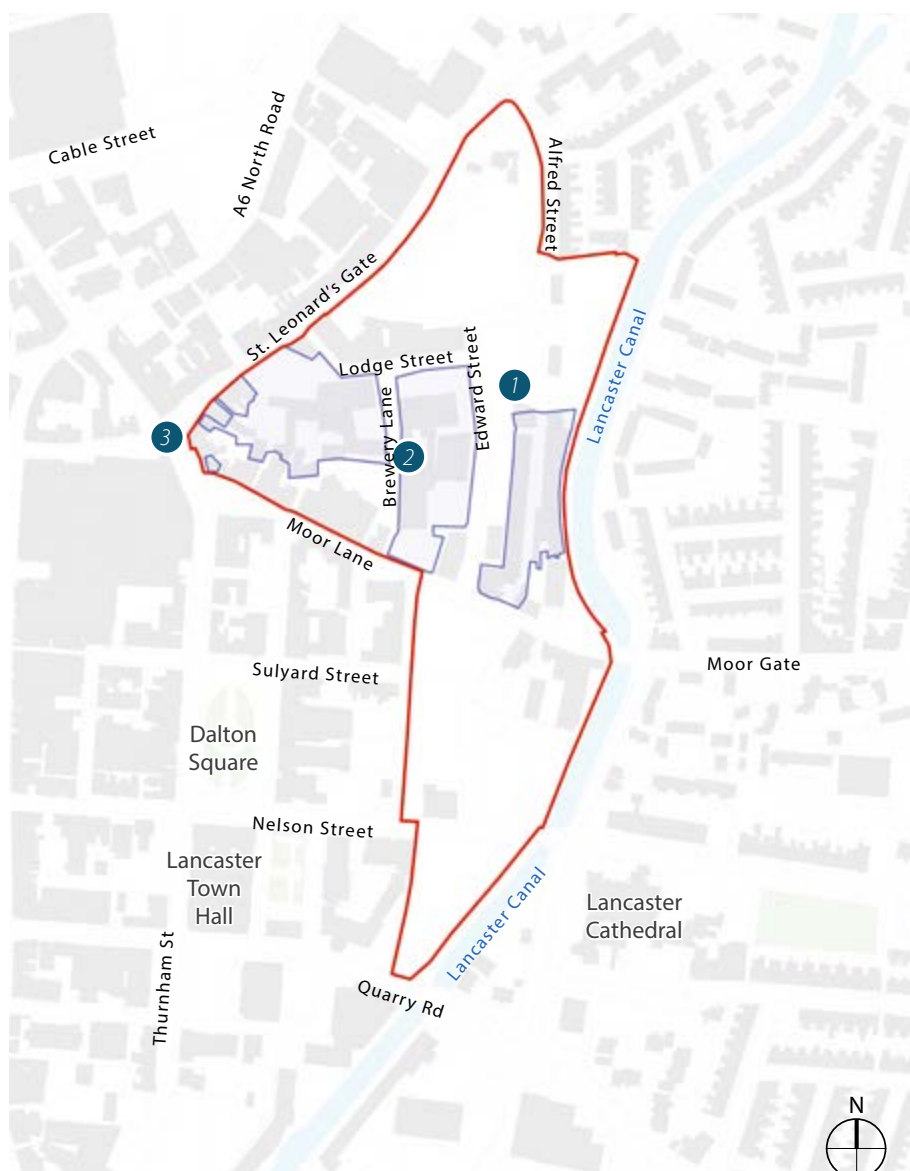 Cable Street
A6 North Road
Alfred Street
St. Leonard's Gate
Lancaster Canal
Lodge Street
Edward Street
1
Brewery Lane
2
3
Moor Lane
Sulyard Street
Moor Gate
Dalton
Square
Nelson Street
Lancaster
Town
Hall
Lancaster Canal
Lancaster
Cathedral
Thurnham St
Quarry Rd
N